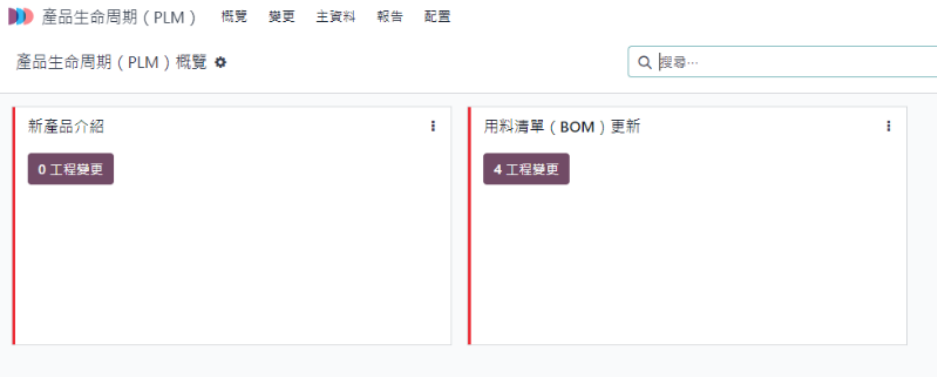 產品生命周期（PLM） 概覽 變更 主資料 報告 配置
產品生命周期（PLM）概覽
搜尋…
新產品介紹
0 工程變更
用料清單（BOM）更新
4 工程變更